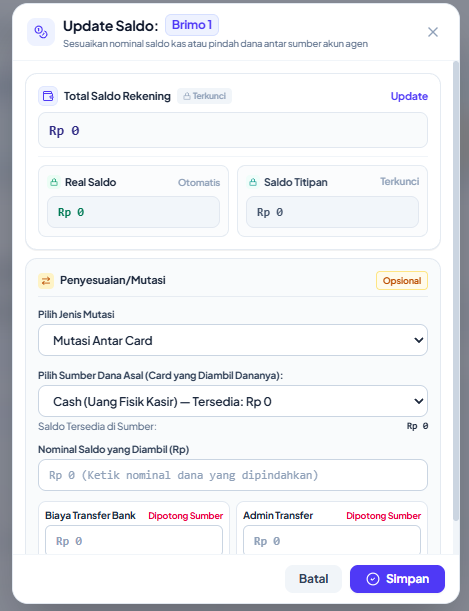 Update Saldo: Brimo 1
Sesuaikan nominal saldo kas atau pindah dana antar sumber akun agen
Total Saldo Rekening Terkunci Update
Rp 0
Real Saldo Otomatis
Rp 0
Saldo Titipan Terkunci
Rp 0
Penyesuaian/Mutasi Opsional
Pilih Jenis Mutasi
Mutasi Antar Card
Pilih Sumber Dana Asal (Card yang Diambil Dananya):
Cash (Uang Fisik Kasir) — Tersedia: Rp 0
Saldo Tersedia di Sumber: Rp 0
Nominal Saldo yang Diambil (Rp)
Rp 0 (Ketik nominal dana yang dipindahkan)
Biaya Transfer Bank Dipotong Sumber
Rp 0
Admin Transfer Dipotong Sumber
Rp 0
Batal
Simpan